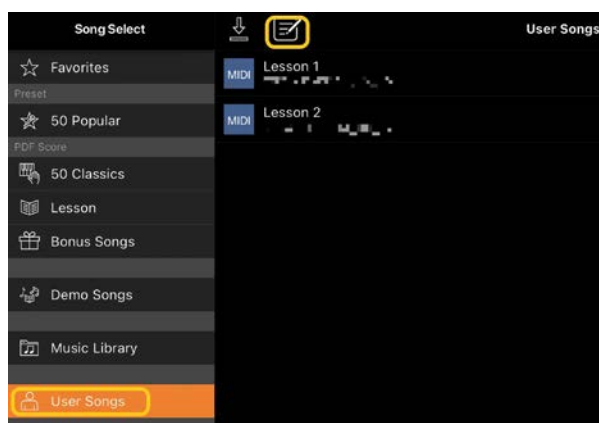 Song Select
Favorites
Preset
50 Popular
PDF Score
50 Classics
Lesson
Bonus Songs
Demo Songs
Music Library
User Songs
User Songs
MIDI
Lesson 1
MIDI
Lesson 2